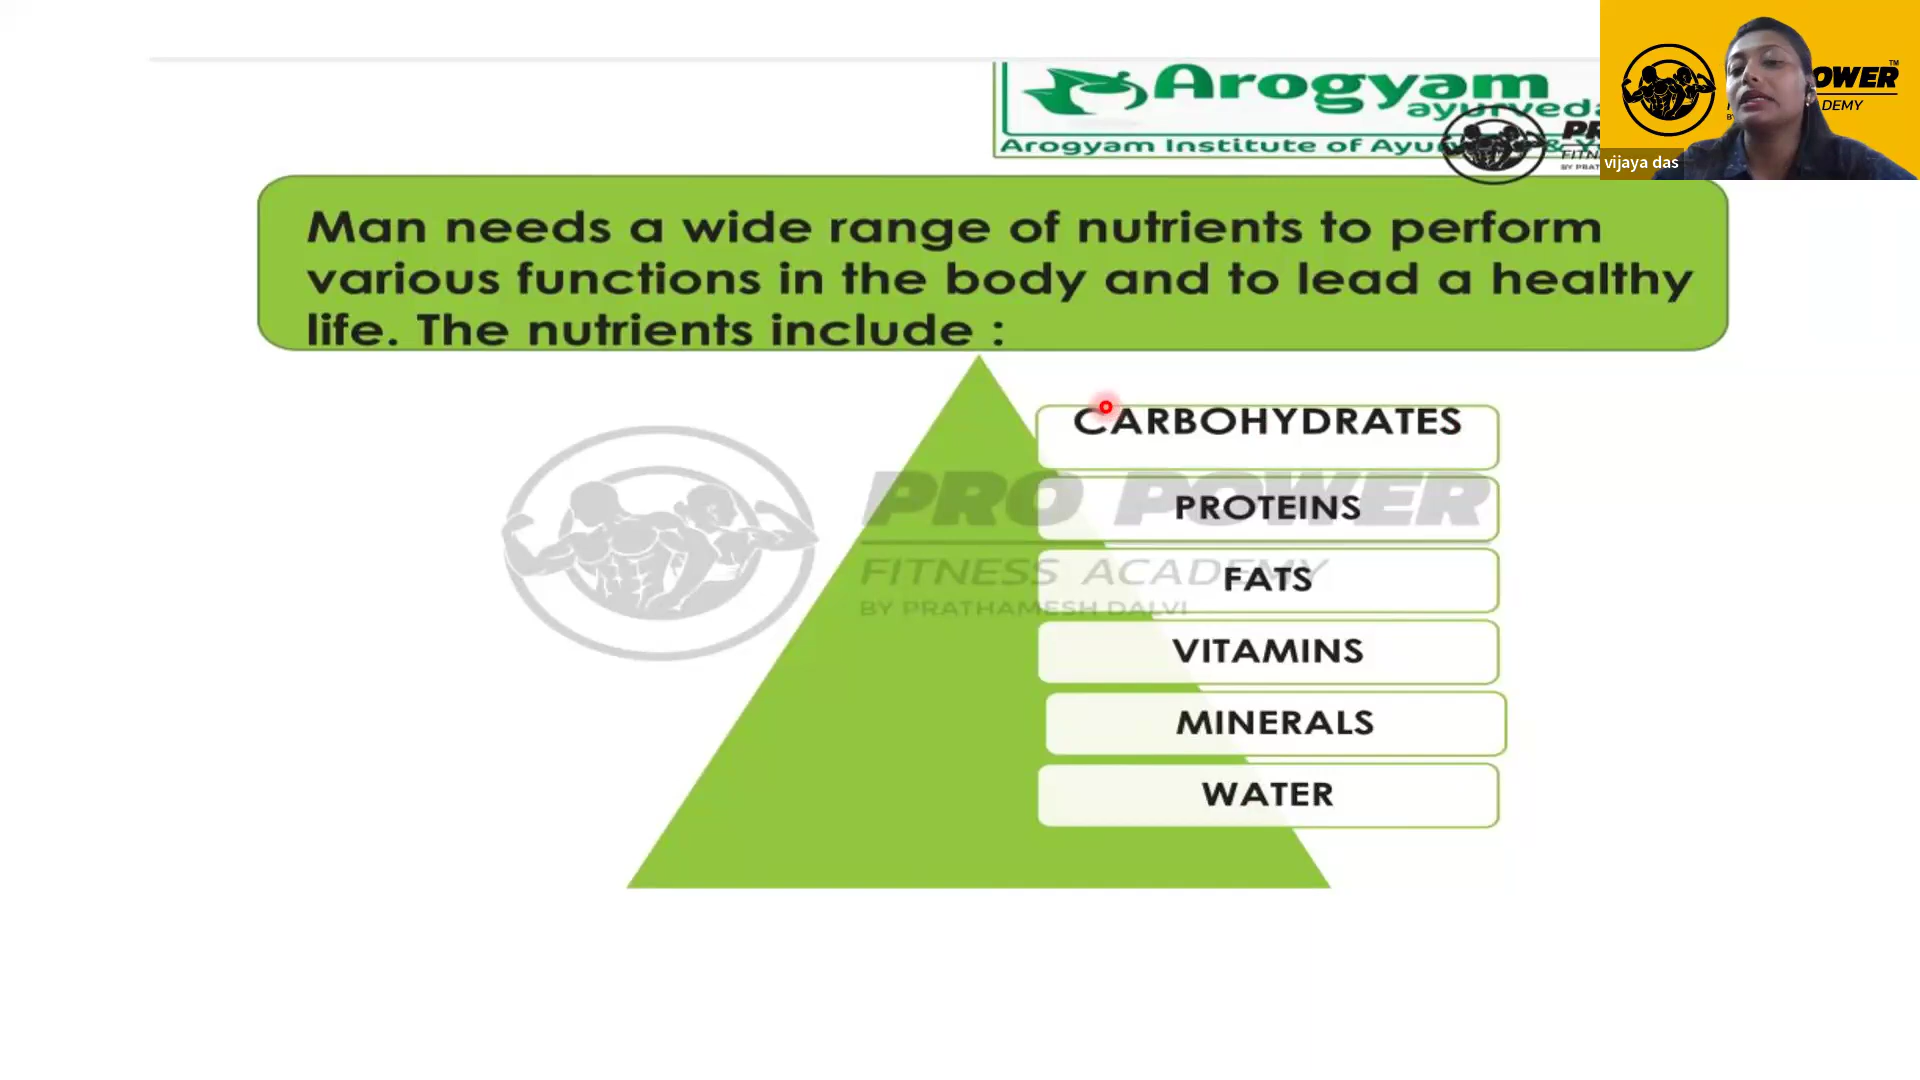 Arogyam
ayurveda
Arogyam Institute of
OWER
TM
DEMY
vijaya das
Man needs a wide range of nutrients to perform
various functions in the body and to lead a healthy
life. The nutrients include :
CARBOHYDRATES
PROTEINS
FATS
VITAMINS
MINERALS
WATER
PRO POWER
FITNESS ACADEMY
BY PRATHAMESH DALVI